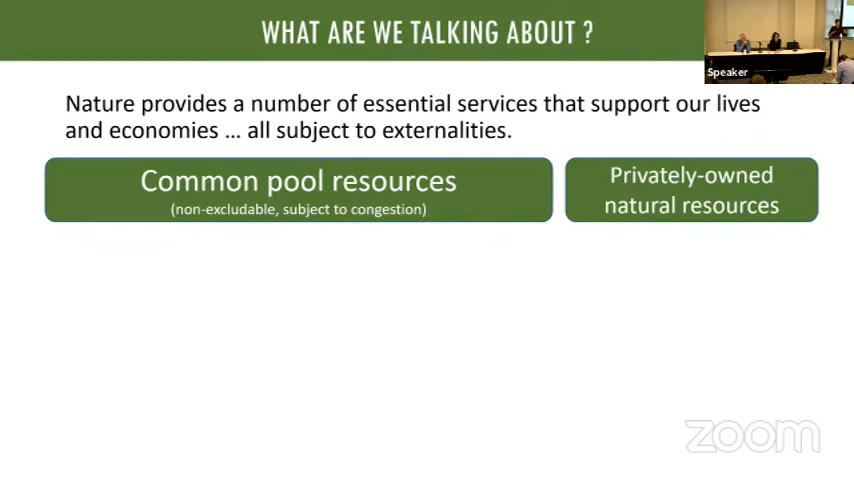 WHAT ARE WE TALKING ABOUT ?
Speaker
Nature provides a number of essential services that support our lives
and economies ... all subject to externalities.
Common pool resources
(non-excludable, subject to congestion)
Privately-owned
natural resources
zoom